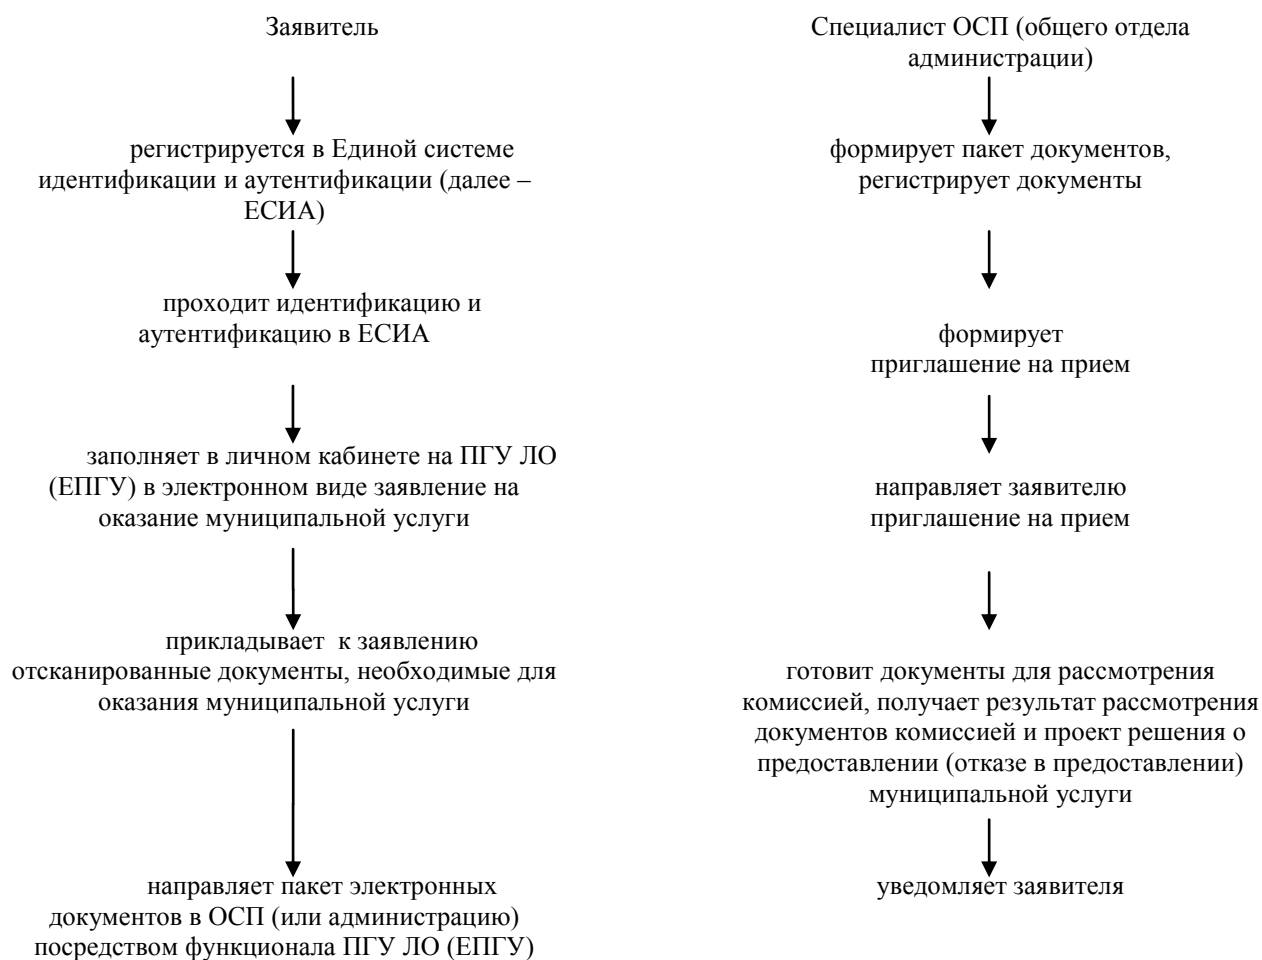 Заявитель
регистрируется в Единой системе
идентификации и аутентификации (далее –
ЕСИА)
проходит идентификацию и
аутентификацию в ЕСИА
заполняет в личном кабинете на ПГУ ЛО
(ЕПГУ) в электронном виде заявление на
оказание муниципальной услуги
прикладывает к заявлению
отсканированные документы, необходимые для
оказания муниципальной услуги
направляет пакет электронных
документов в ОСП (или администрацию)
посредством функционала ПГУ ЛО (ЕПГУ)
Специалист ОСП (общего отдела
администрации)
формирует пакет документов,
регистрирует документы
формирует
приглашение на прием
направляет заявителю
приглашение на прием
готовит документы для рассмотрения
комиссией, получает результат рассмотрения
документов комиссией и проект решения о
предоставлении (отказе в предоставлении)
муниципальной услуги
уведомляет заявителя